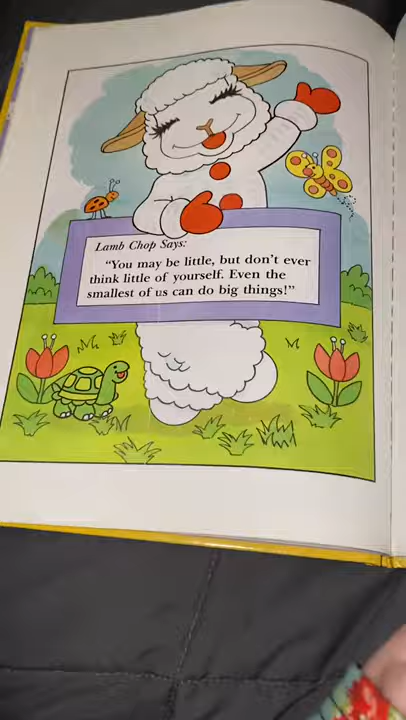 Lamb Chop Says:
"You may be little, but don't ever
think little of yourself. Even the
smallest of us can do big things!"